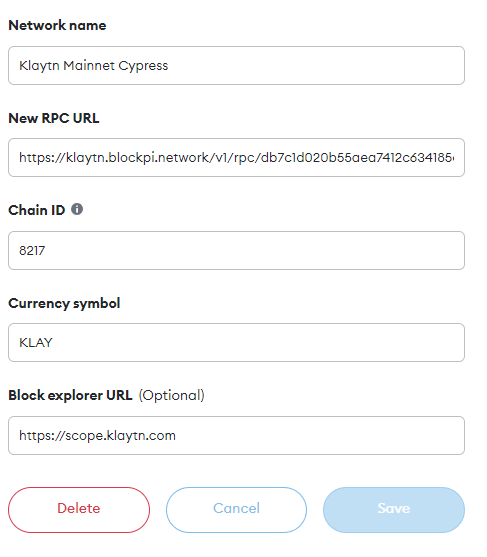 Network name
Klaytn Mainnet Cypress
New RPC URL
https://klaytn.blockpi.network/v1/rpc/db7c1d020b55aea7412c634185
Chain ID
8217
Currency symbol
KLAY
Block explorer URL (Optional)
https://scope.klaytn.com
Delete
Cancel
Save